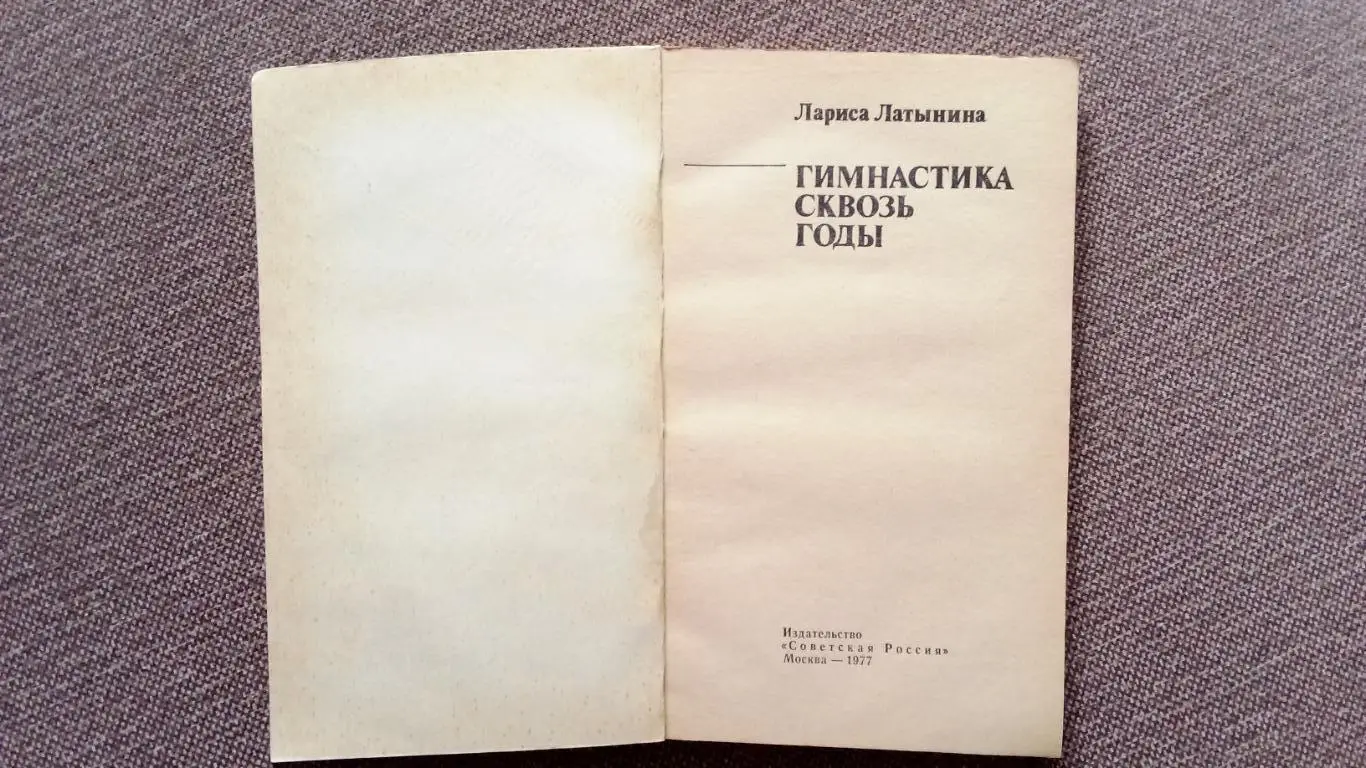 Лариса Латынина
ГИМНАСТИКА
СКВОЗЬ
ГОДЫ
Издательство
«Советская Россия»
Москва — 1977